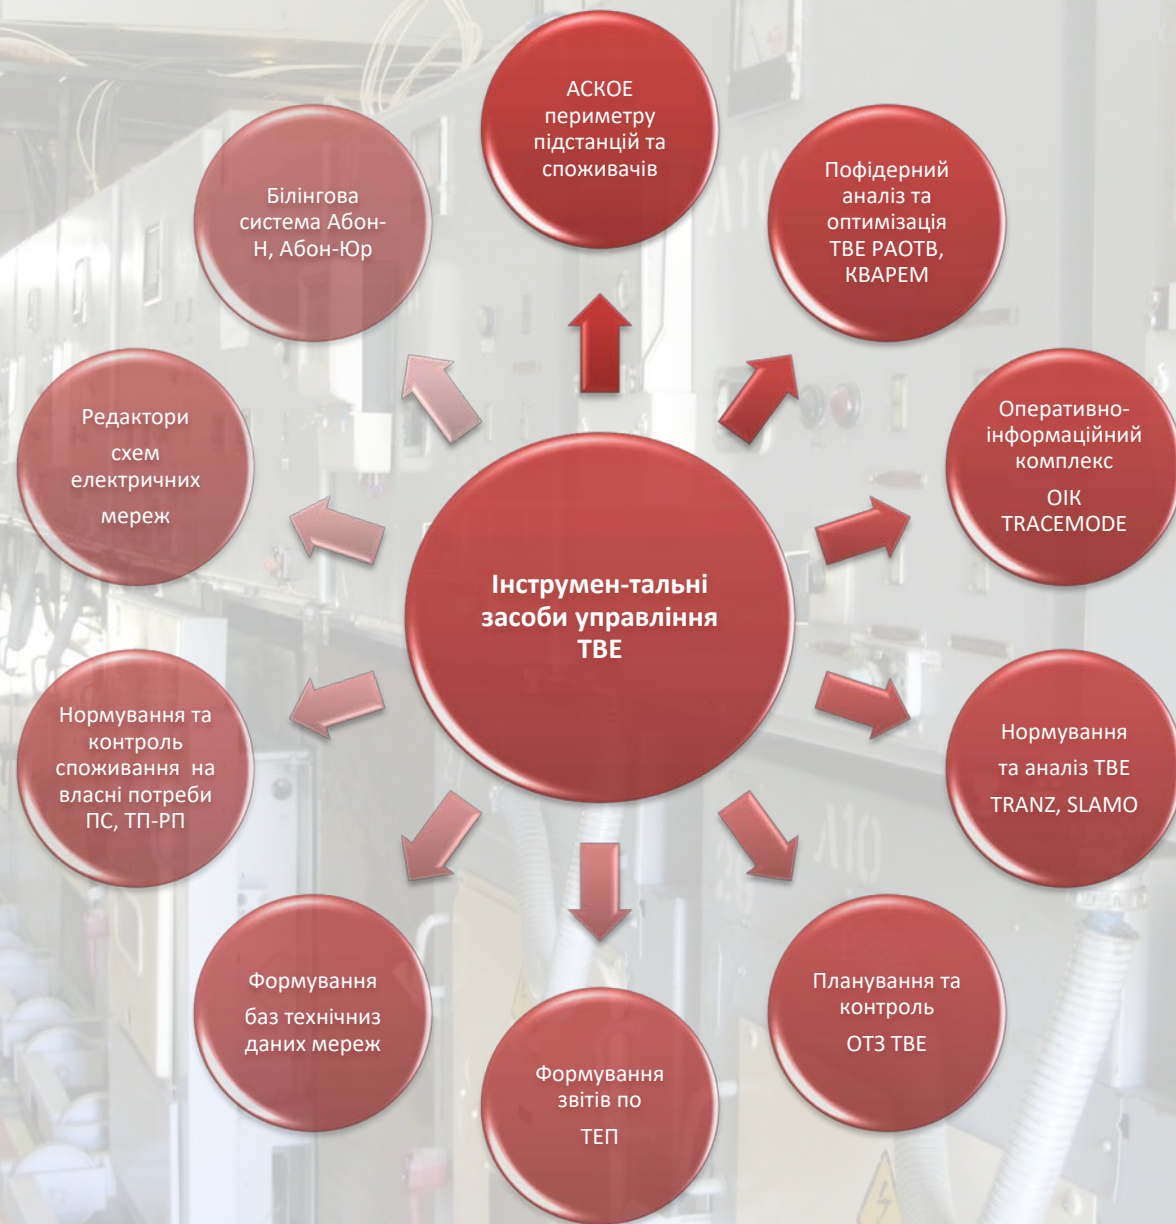 АСКОЕ
периметру
підстанцій та
споживачів
Пофідерний
аналіз та
оптимізація
ТВЕ РАОТВ,
КВАРЕМ
Оперативно-
інформаційний
комплекс
ОІК
TRACEMODE
Нормування
та аналіз ТВЕ
TRANZ, SLAMO
Планування та
контроль
ОТЗ ТВЕ
Формування
звітів по
ТЕП
Формування
баз технічниз
даних мереж
Нормування та
контроль
споживання на
власні потреби
ПС, ТП-РП
Редактори
схем
електричних
мереж
Білінгова
система Абон-
Н, Абон-Юр
Інструмен-тальні
засоби управління
ТВЕ